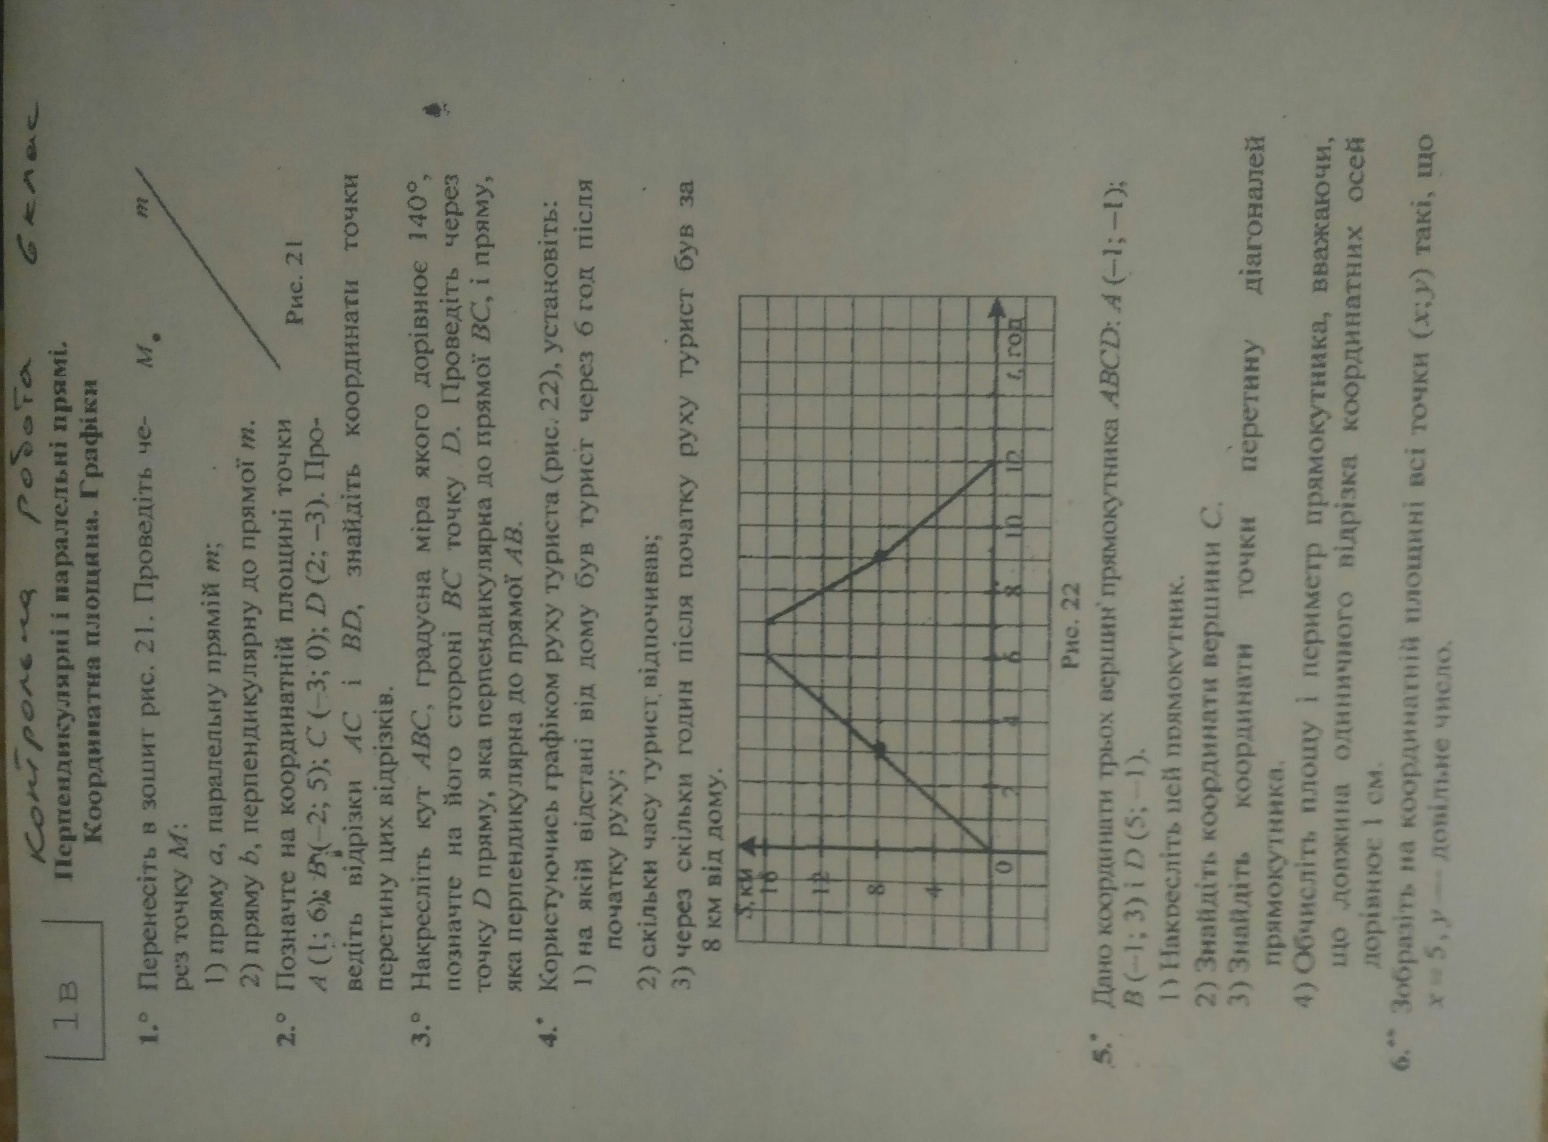 Контрольна робота 6 клас
1В
Перпендикулярні і паралельні прямі.
Координатна площина. Графіки
1.° Перенесіть в зошит рис. 21. Проведіть че-
рез точку M:
1) пряму a, паралельну прямій m;
2) пряму b, перпендикулярну до прямої m.
M
m
Рис. 21
2.° Позначте на координатній площині точки
A (1; 6); B (−2; 5); C (−3; 0); D (2; −3). Про-
ведіть відрізки AC і BD, знайдіть координати точки
перетину цих відрізків.
3.° Накресліть кут ABC, градусна міра якого дорівнює 140°,
позначте на його стороні BC точку D. Проведіть через
точку D пряму, яка перпендикулярна до прямої BC, і пряму,
яка перпендикулярна до прямої AB.
4.• Користуючись графіком руху туриста (рис. 22), установіть:
1) на якій відстані від дому був турист через 6 год після
початку руху;
2) скільки часу турист відпочивав;
3) через скільки годин після початку руху турист був за
8 км від дому.
S, км
16
12
8
4
0 2 4 6 8 10 12 t, год
Рис. 22
5.• Дано координати трьох вершин прямокутника ABCD: A (−1; −1);
B (−1; 3) і D (5; −1).
1) Накресліть цей прямокутник.
2) Знайдіть координати вершини C.
3) Знайдіть координати точки перетину діагоналей
прямокутника.
4) Обчисліть площу і периметр прямокутника, вважаючи,
що довжина одиничного відрізка координатних осей
дорівнює 1 см.
6.•• Зобразіть на координатній площині всі точки (x; y) такі, що
x = 5, y — довільне число.